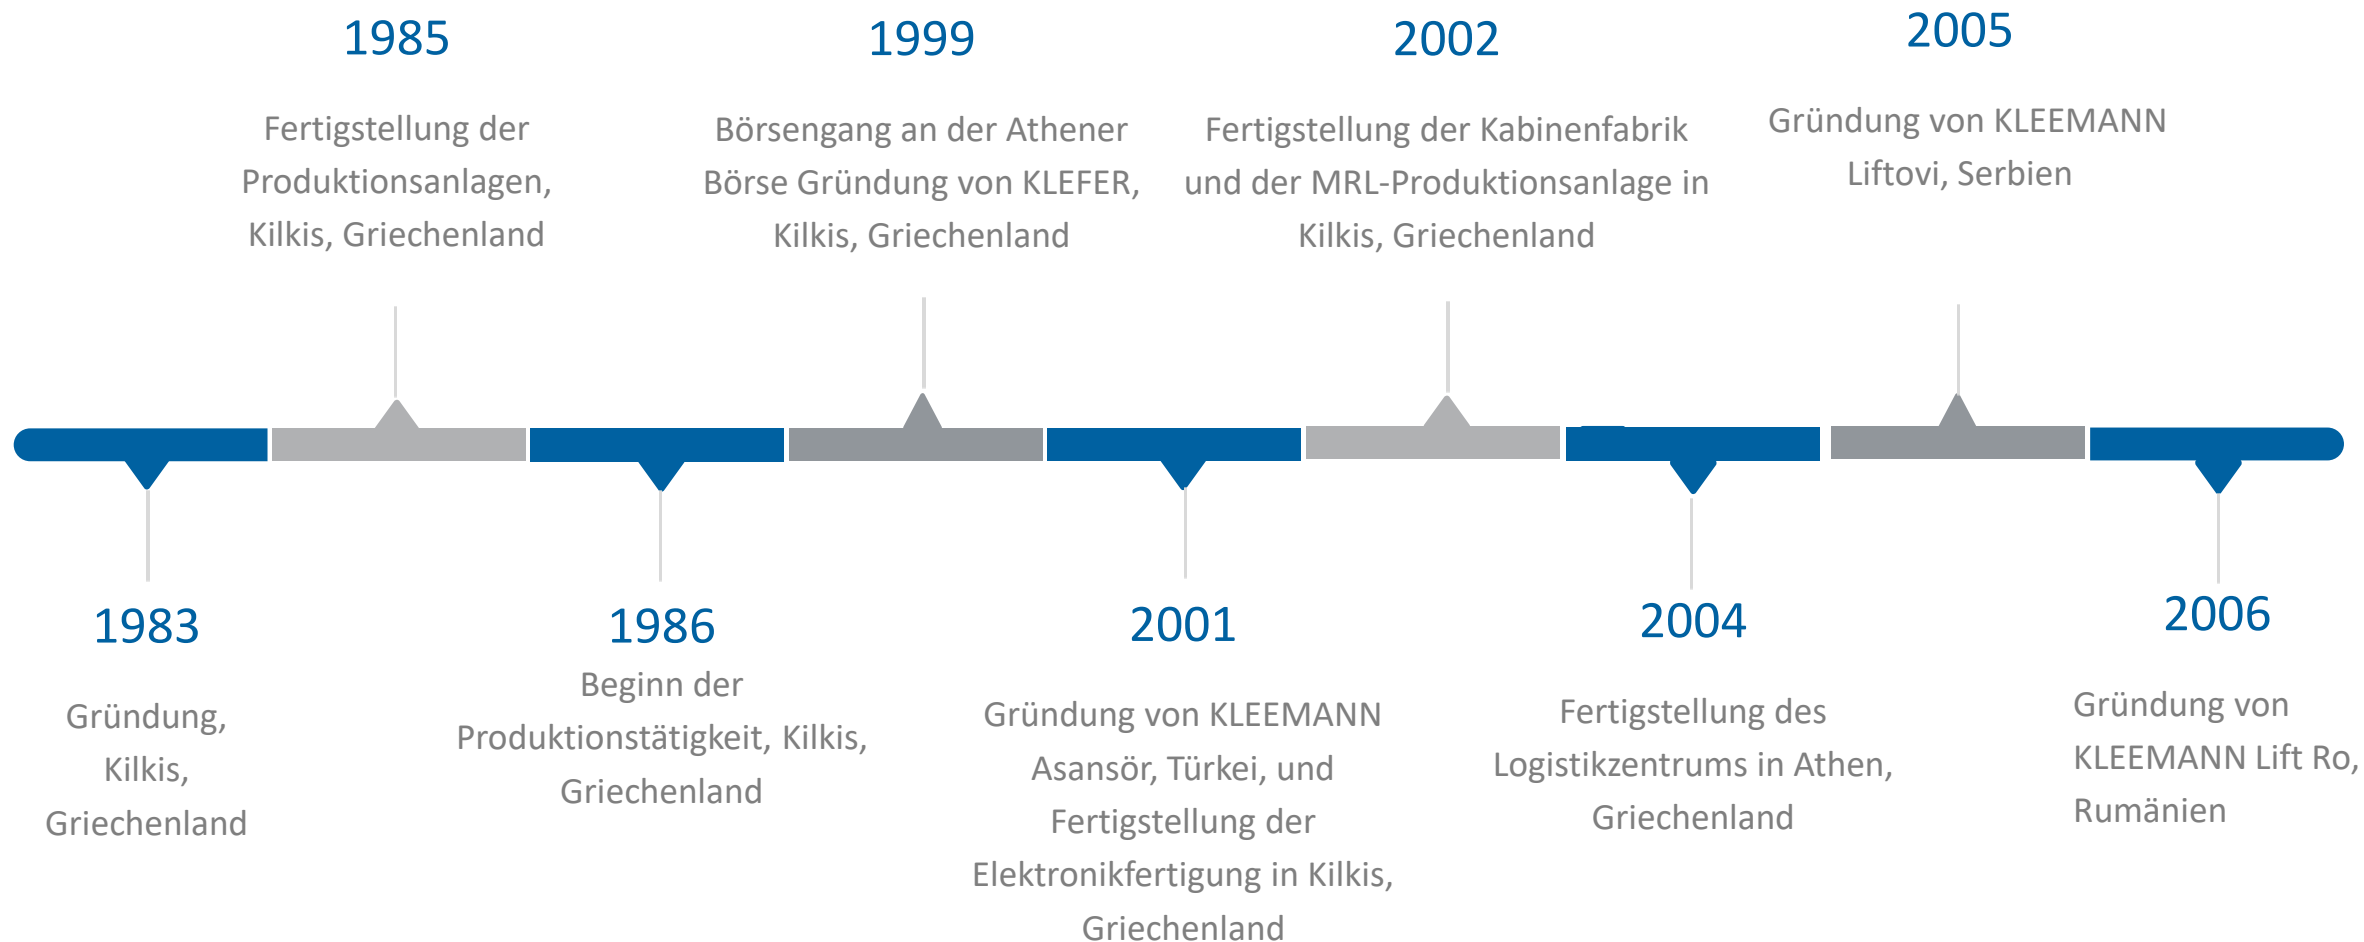 1985
Fertigstellung der
Produktionsanlagen,
Kilkis, Griechenland
1999
Börsengang an der Athener
Börse Gründung von KLEFER,
Kilkis, Griechenland
2002
Fertigstellung der Kabinenfabrik
und der MRL-Produktionsanlage in
Kilkis, Griechenland
2005
Gründung von KLEEMANN
Liftovi, Serbien
1983
Gründung,
Kilkis,
Griechenland
1986
Beginn der
Produktionstätigkeit, Kilkis,
Griechenland
2001
Gründung von KLEEMANN
Asansör, Türkei, und
Fertigstellung der
Elektronikfertigung in Kilkis,
Griechenland
2004
Fertigstellung des
Logistikzentrums in Athen,
Griechenland
2006
Gründung von
KLEEMANN Lift Ro,
Rumänien